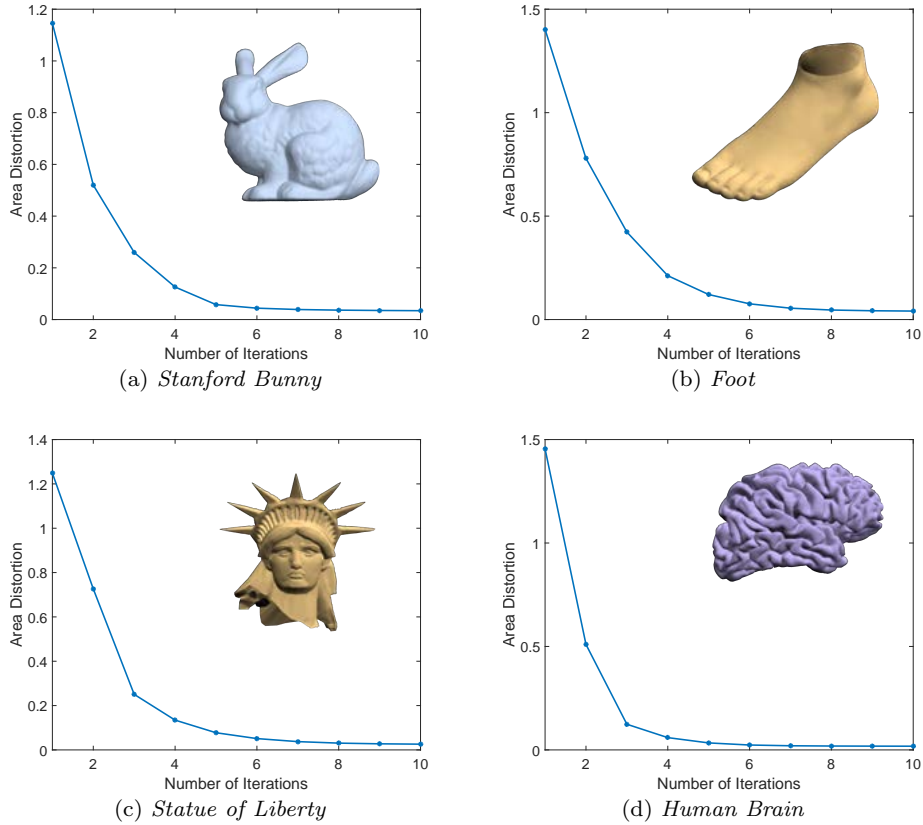 1.2
1
0.8
0.6
0.4
0.2
0
Area Distortion
2 4 6 8 10
Number of Iterations
(a) Stanford Bunny
1.5
1
0.5
0
Area Distortion
2 4 6 8 10
Number of Iterations
(b) Foot
1.4
1.2
1
0.8
0.6
0.4
0.2
0
Area Distortion
2 4 6 8 10
Number of Iterations
(c) Statue of Liberty
1.5
1
0.5
0
Area Distortion
2 4 6 8 10
Number of Iterations
(d) Human Brain